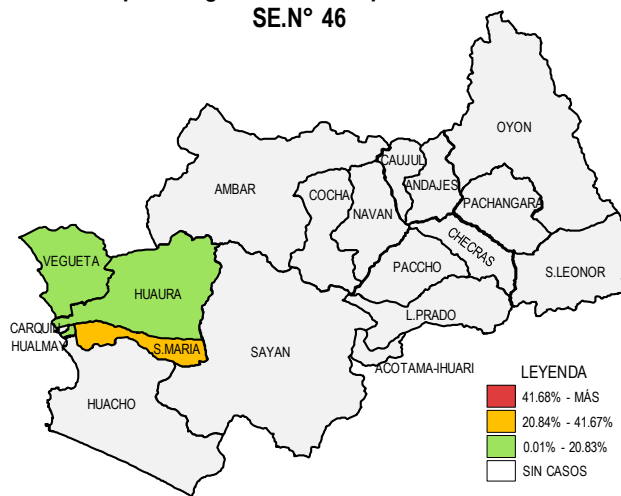 SE.N° 46
OYON
CAUJUL
AMBAR
COCHA
ANDAJES
PACHANGARA
NAVAN
CHECRAS
VEGUETA
PACCHO
S.LEONOR
HUAURA
L.PRADO
CARQUIN
HUALMAY
S.MARIA
SAYAN
ACOTAMA-IHUARI
HUACHO
LEYENDA
41.68% - MÁS
20.84% - 41.67%
0.01% - 20.83%
SIN CASOS